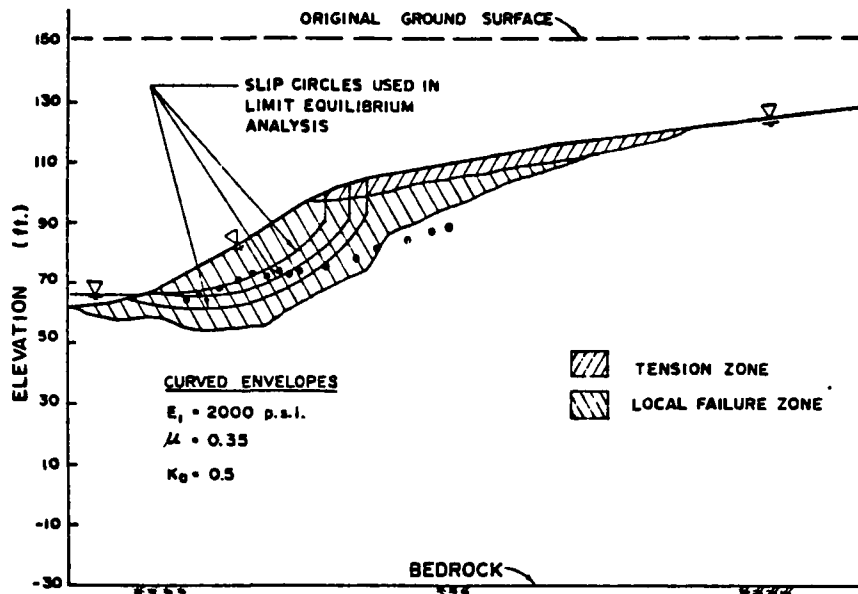 ORIGINAL GROUND SURFACE
150
130
110
90
70
50
30
10
-10
-30
ELEVATION (ft.)
SLIP CIRCLES USED IN
LIMIT EQUILIBRIUM
ANALYSIS
CURVED ENVELOPES
E₁ = 2000 p.s.i.
μ = 0.35
K₀ = 0.5
TENSION ZONE
LOCAL FAILURE ZONE
BEDROCK